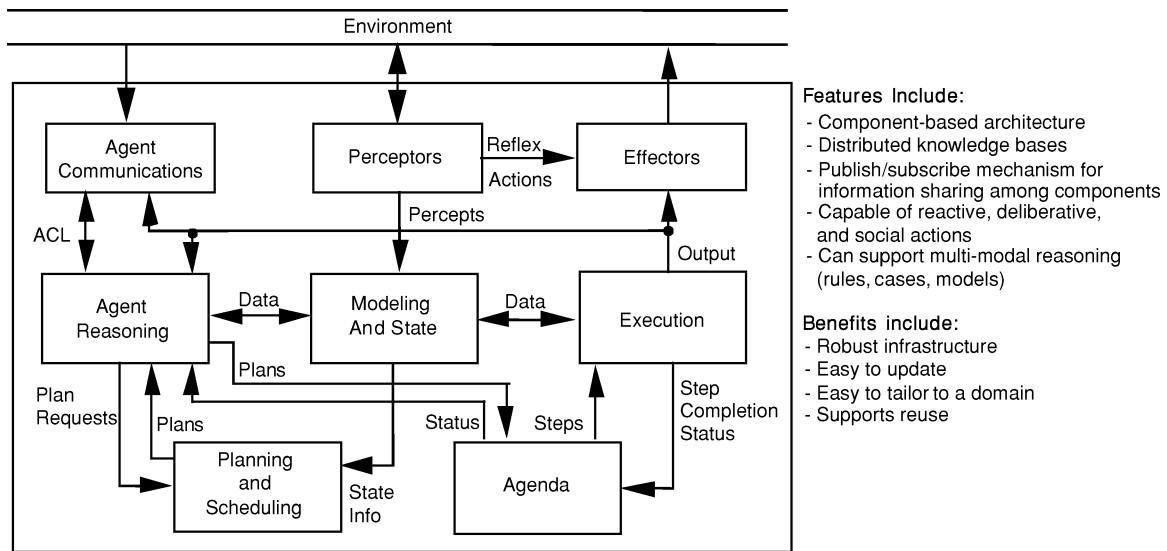 Environment
Agent
Communications
Perceptors
Reflex
Actions
Effectors
Percepts
ACL
Output
Agent
Reasoning
Data
Modeling
And State
Data
Execution
Plans
Plan
Requests
Plans
Status
Steps
Step
Completion
Status
Planning
and
Scheduling
State
Info
Agenda
Features Include:
- Component-based architecture
- Distributed knowledge bases
- Publish/subscribe mechanism for
information sharing among components
- Capable of reactive, deliberative,
and social actions
- Can support multi-modal reasoning
(rules, cases, models)
Benefits include:
- Robust infrastructure
- Easy to update
- Easy to tailor to a domain
- Supports reuse